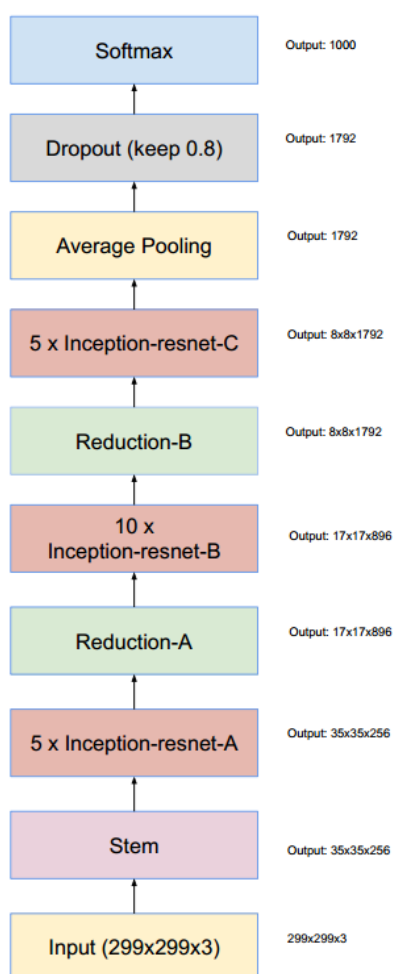 Softmax
Output: 1000
Dropout (keep 0.8)
Output: 1792
Average Pooling
Output: 1792
5 x Inception-resnet-C
Output: 8x8x1792
Reduction-B
Output: 8x8x1792
10 x
Inception-resnet-B
Output: 17x17x896
Reduction-A
Output: 17x17x896
5 x Inception-resnet-A
Output: 35x35x256
Stem
Output: 35x35x256
Input (299x299x3)
299x299x3